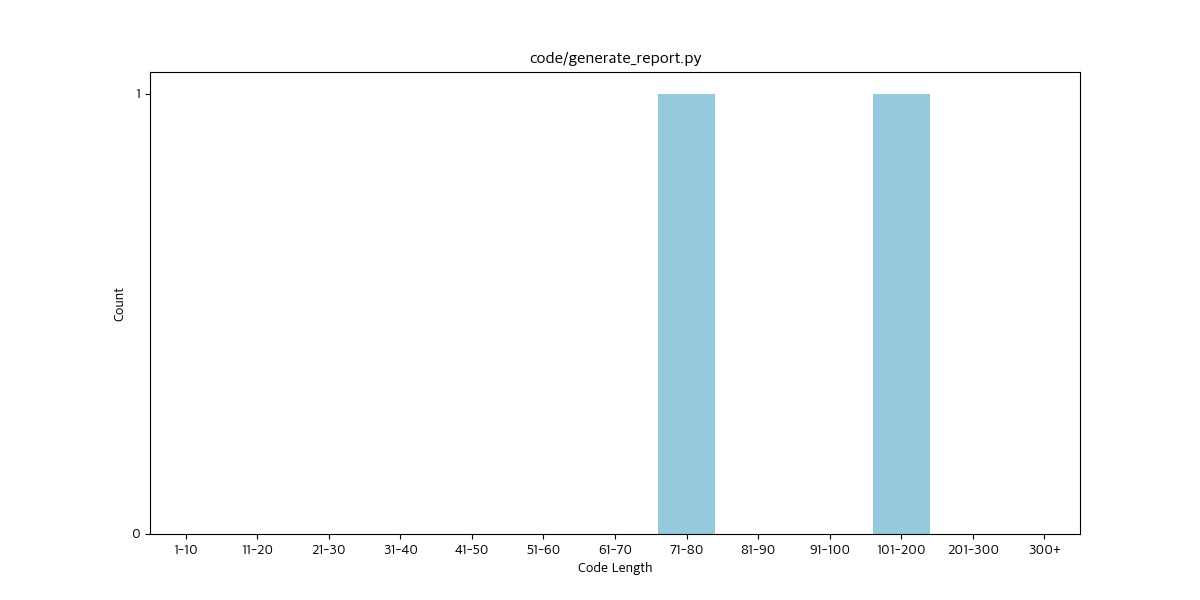 code/generate_report.py
1
Count
0
1-10 11-20 21-30 31-40 41-50 51-60 61-70 71-80 81-90 91-100 101-200 201-300 300+
Code Length